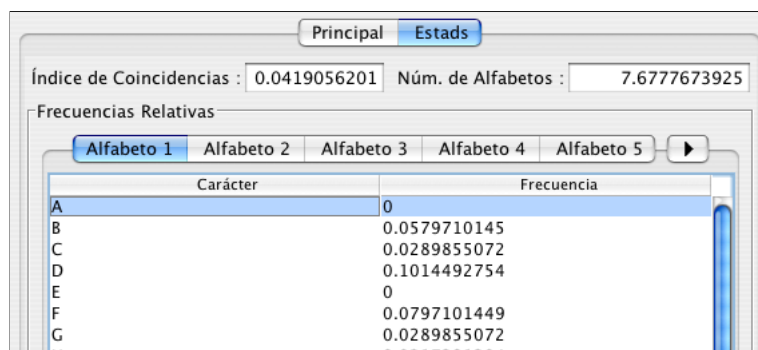 Principal Estads
Índice de Coincidencias : 0.0419056201 Núm. de Alfabetos : 7.6777673925
Frecuencias Relativas
Alfabeto 1 Alfabeto 2 Alfabeto 3 Alfabeto 4 Alfabeto 5
Carácter Frecuencia
A 0
B 0.0579710145
C 0.0289855072
D 0.1014492754
E 0
F 0.0797101449
G 0.0289855072